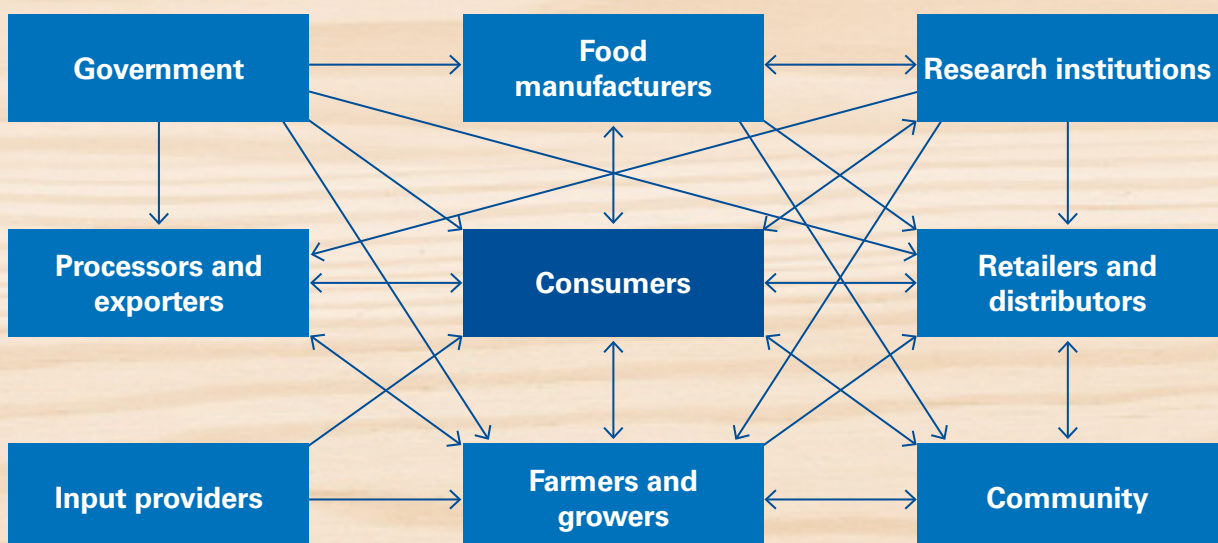 Government
Food
manufacturers
Research institutions
Processors and
exporters
Consumers
Retailers and
distributors
Input providers
Farmers and
growers
Community